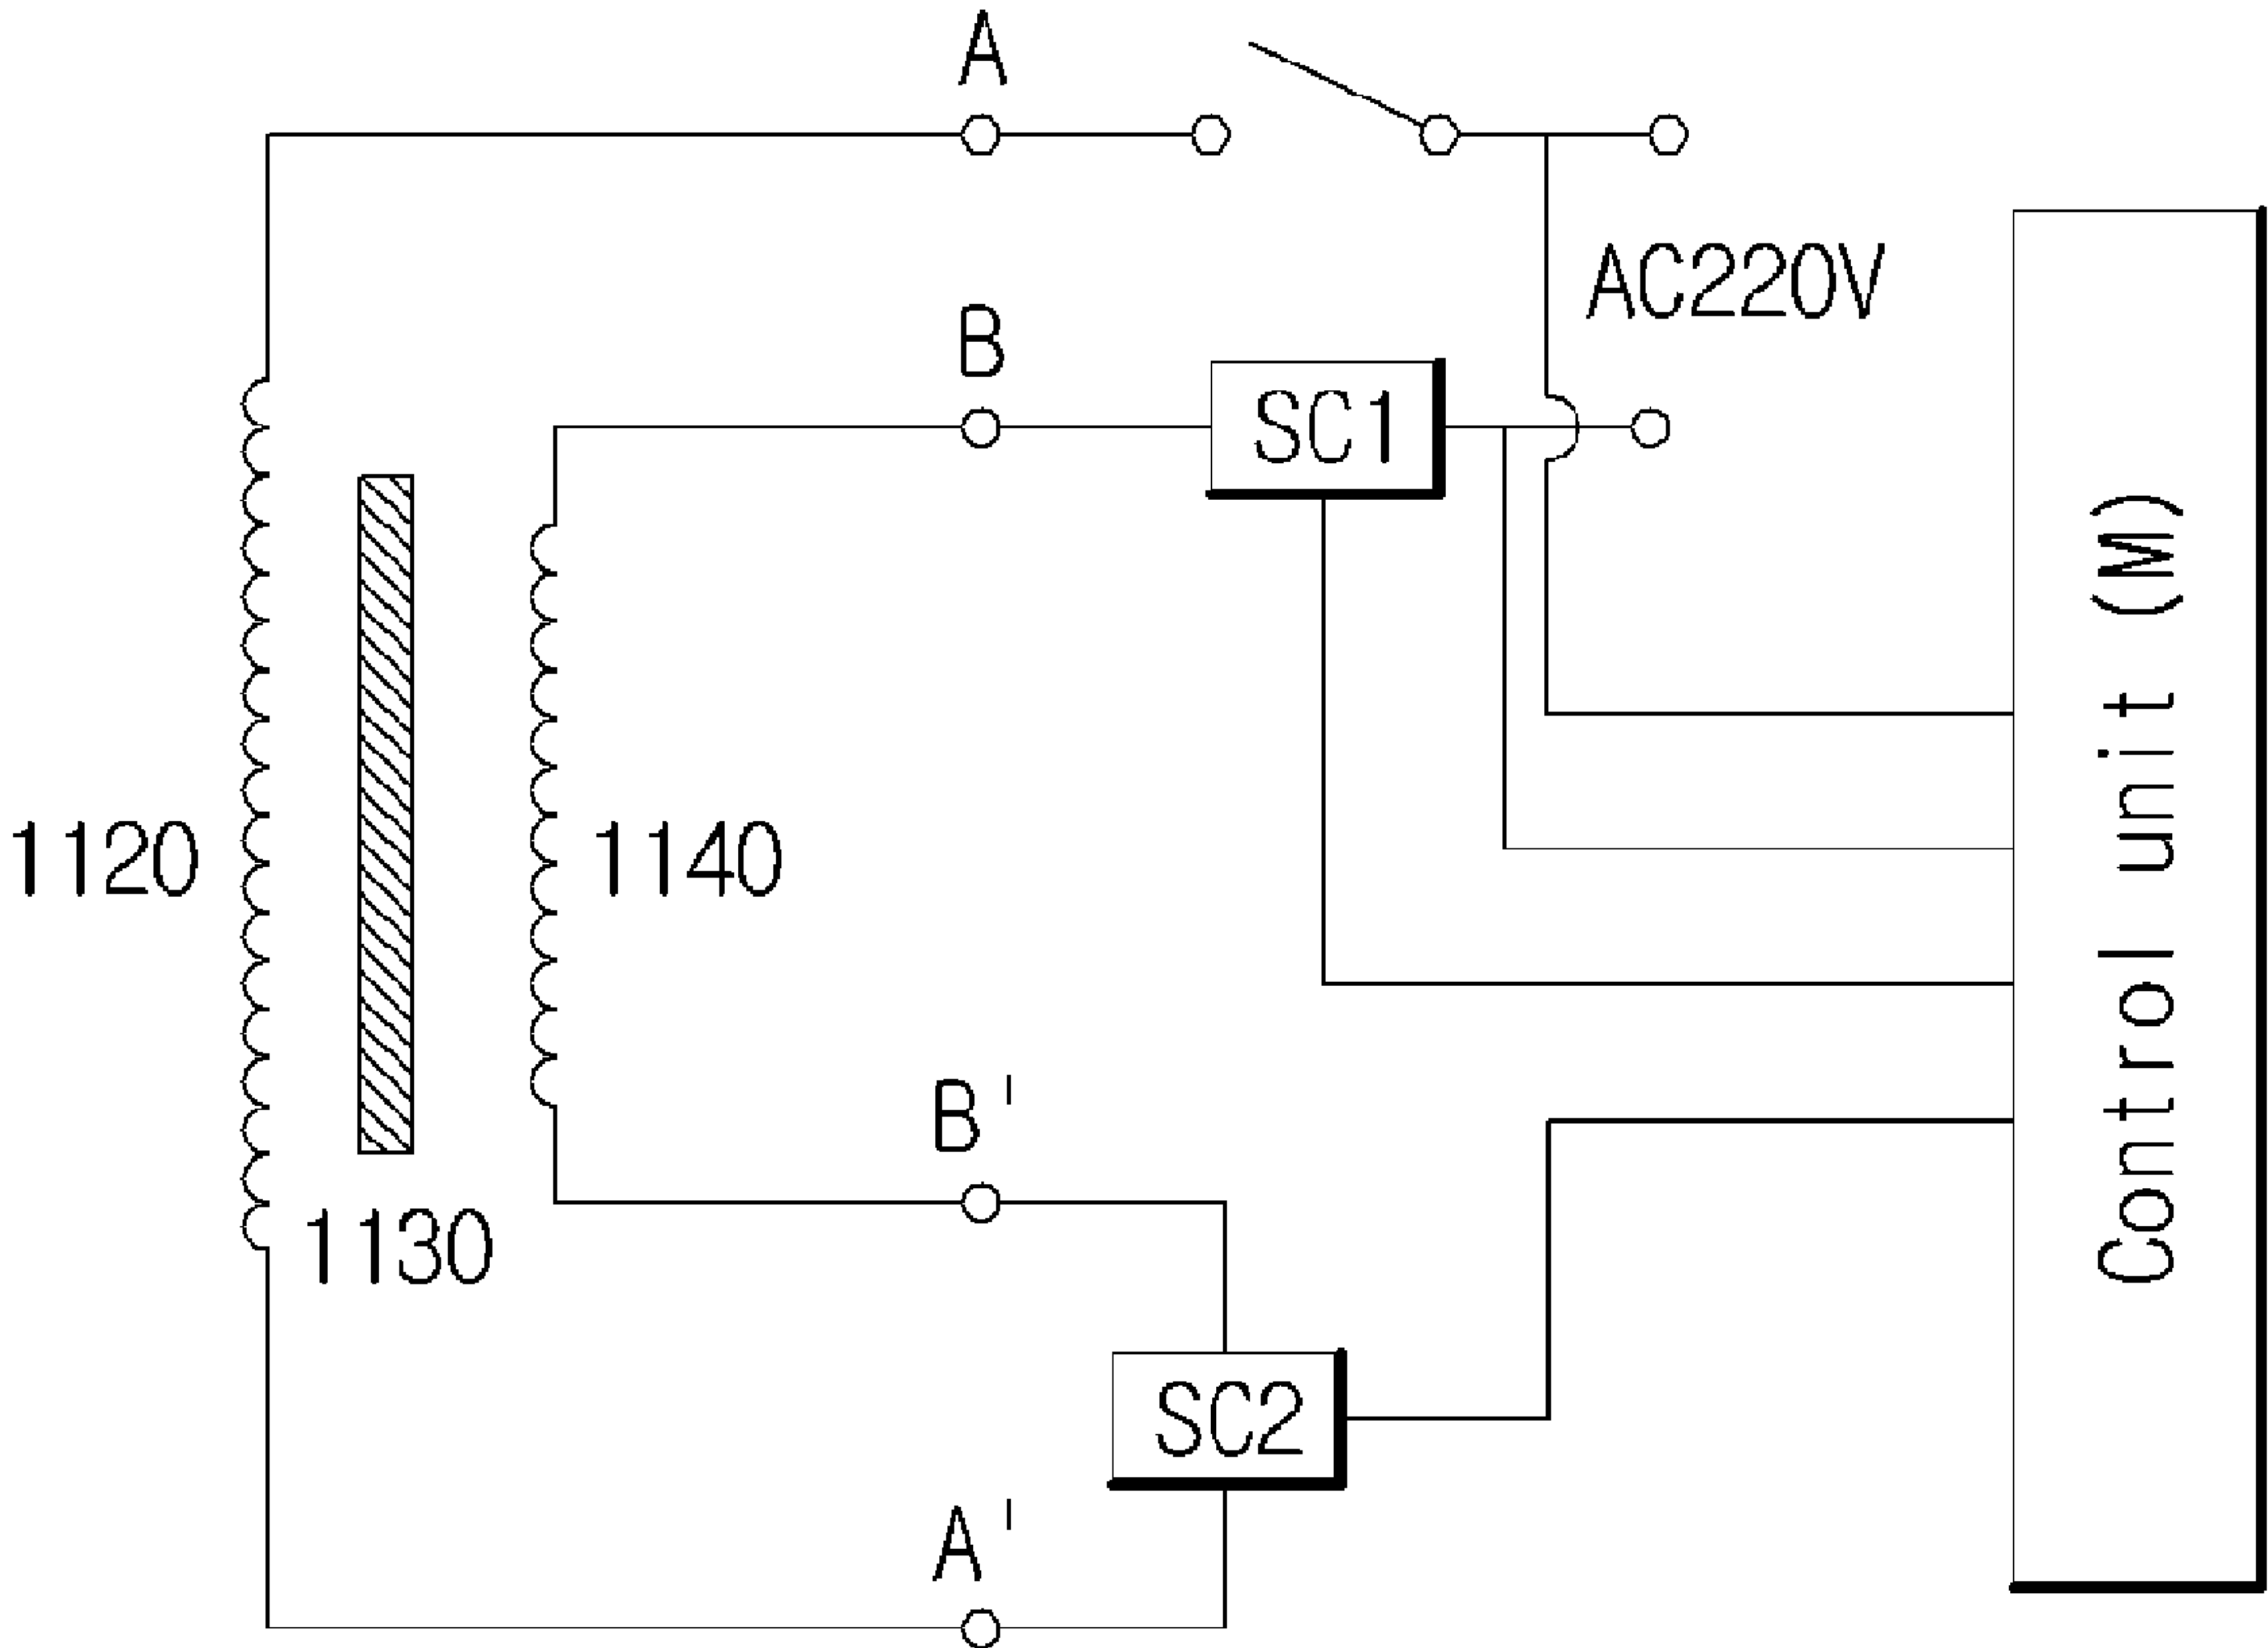 A
AC220V
B
SC1
Control unit (M)
1120
1140
B'
1130
SC2
A'